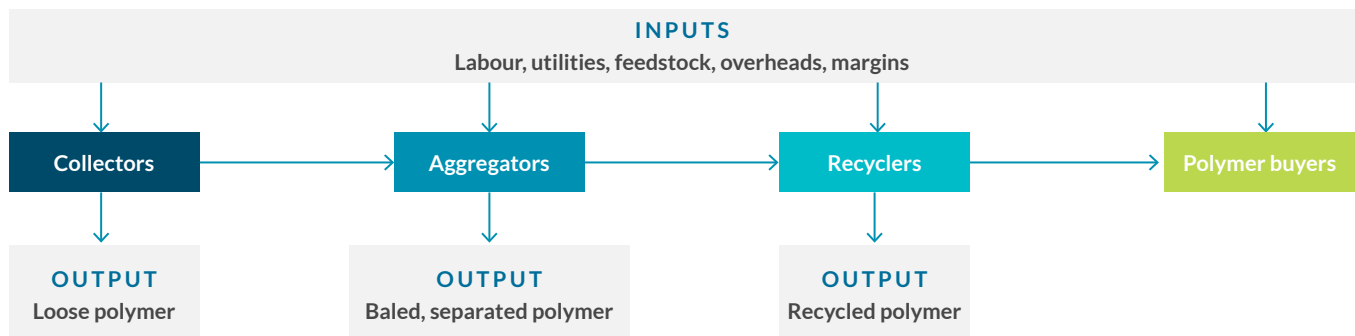 INPUTS
Labour, utilities, feedstock, overheads, margins
Collectors
Aggregators
Recyclers
Polymer buyers
OUTPUT
Loose polymer
OUTPUT
Baled, separated polymer
OUTPUT
Recycled polymer